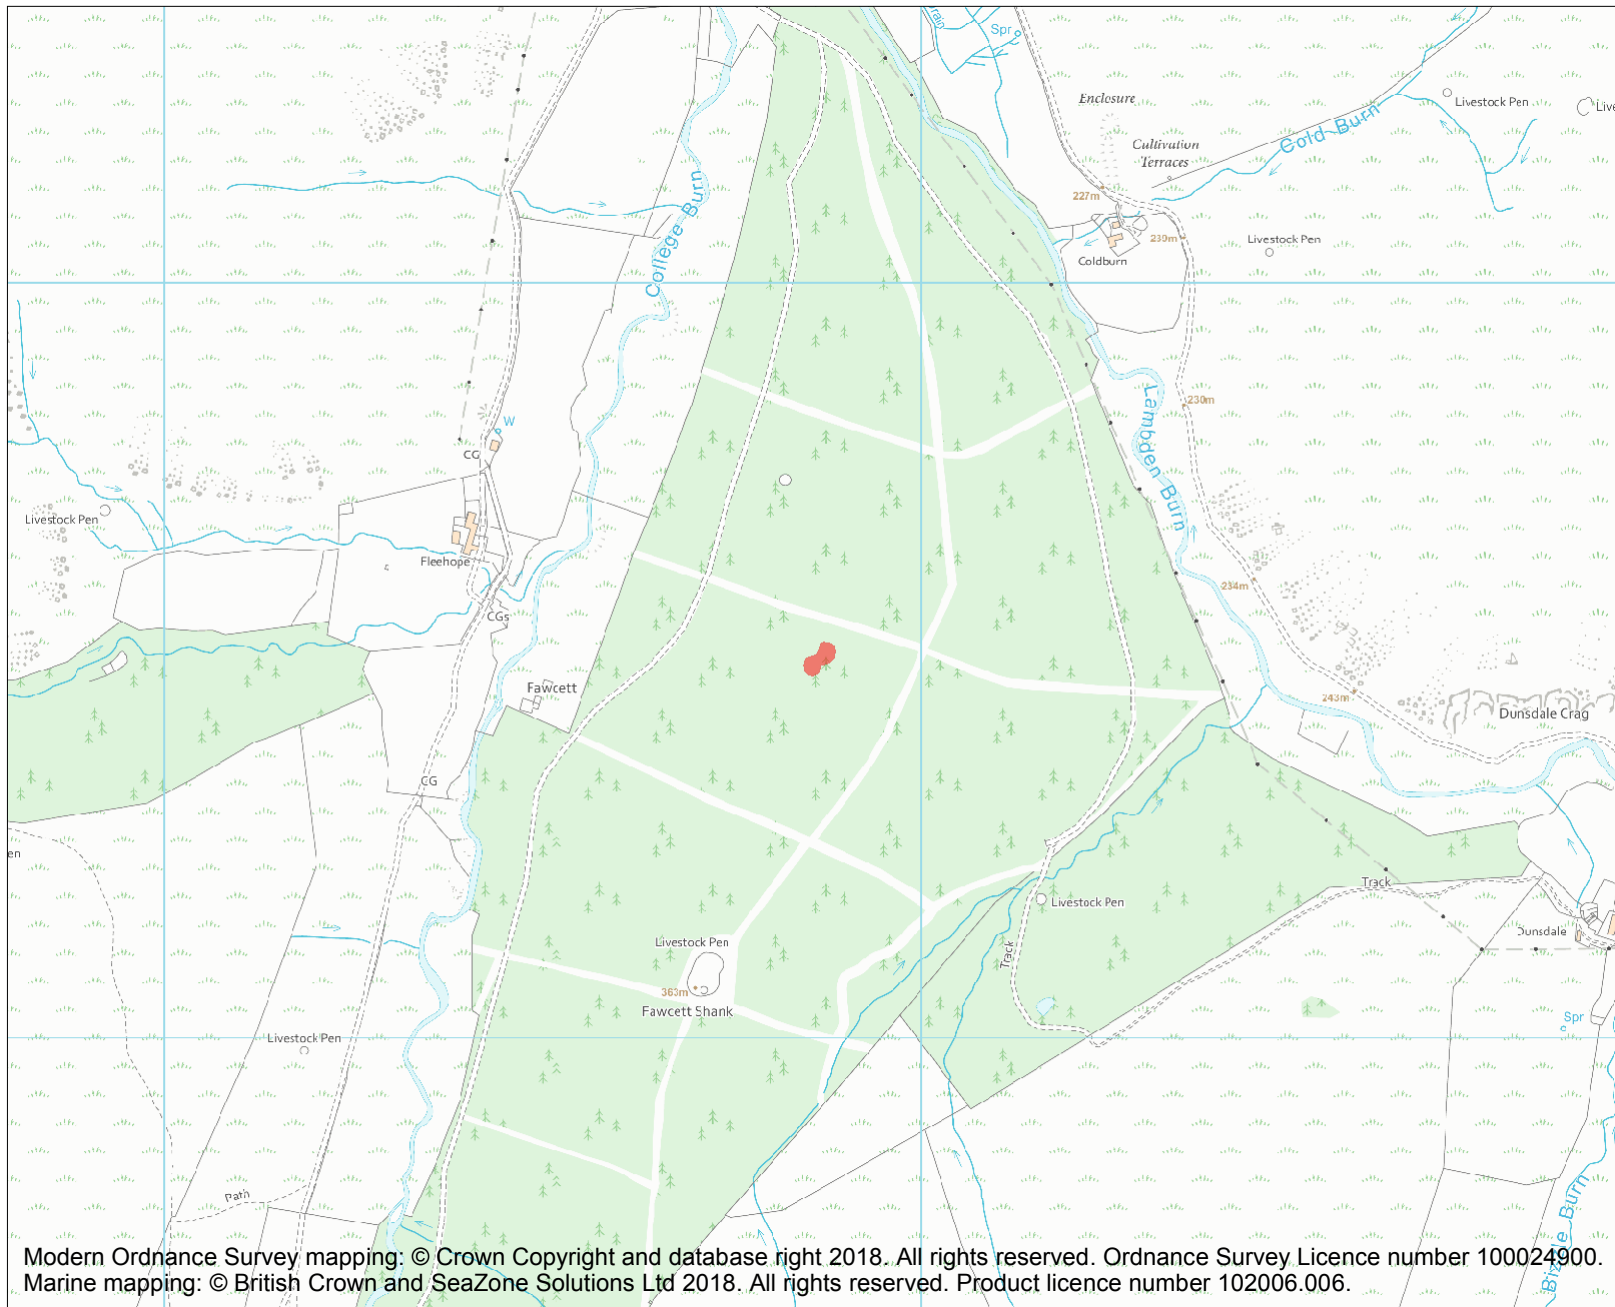 Spr
Enclosure
Livestock Pen
Cold Burn
Cultivation
Terraces
227m
College Burn
239m
Livestock Pen
Coldburn
230m
Lambden Burn
W
CG
Livestock Pen
Fleehope
234m
CGs
Fawcett
243m
Dunsdale Crag
CG
Track
Livestock Pen
Dunsdale
Livestock Pen
Track
363m
Fawcett Shank
Spr
Livestock Pen
Path
Bizzle Burn
Modern Ordnance Survey mapping: © Crown Copyright and database right 2018. All rights reserved. Ordnance Survey Licence number 100024900.
Marine mapping: © British Crown and SeaZone Solutions Ltd 2018. All rights reserved. Product licence number 102006.006.